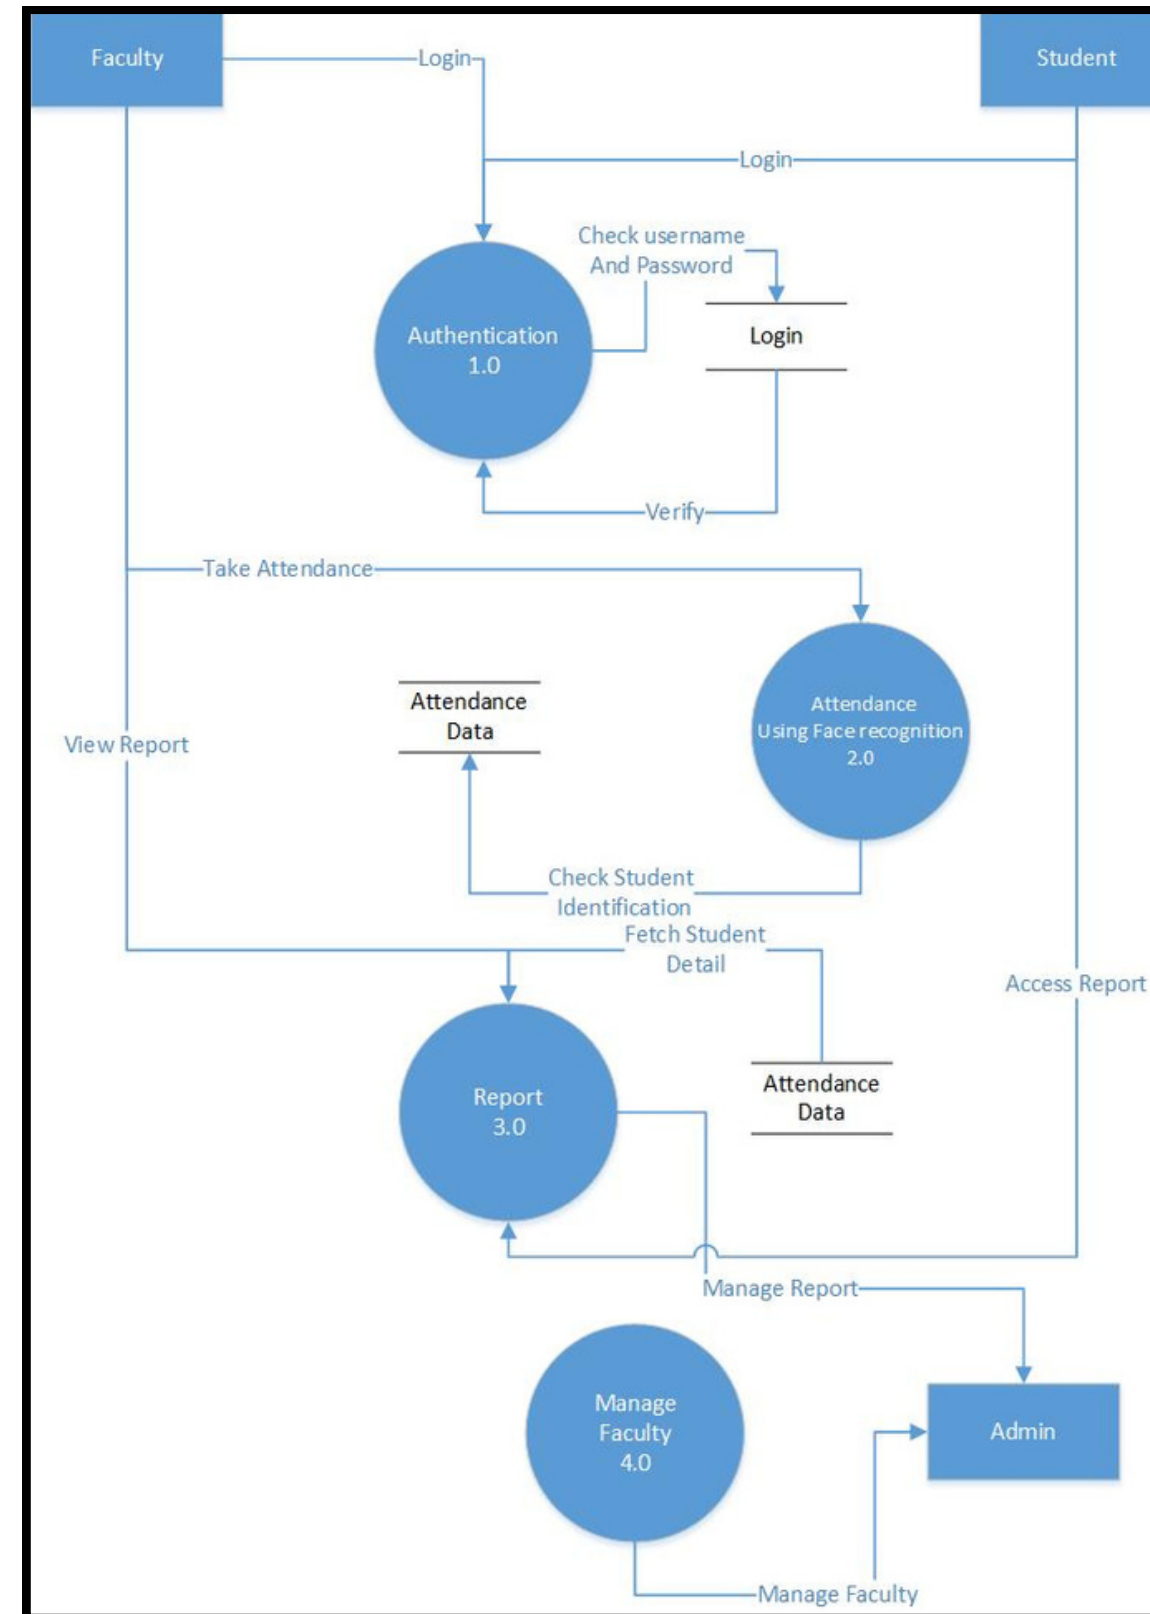 Faculty
Login
Student
Login
Check username
And Password
Authentication
1.0
Login
Verify
Take Attendance
Attendance
Using Face recognition
2.0
Attendance
Data
View Report
Check Student
Identification
Fetch Student
Detail
Access Report
Report
3.0
Attendance
Data
Manage Report
Manage
Faculty
4.0
Admin
Manage Faculty